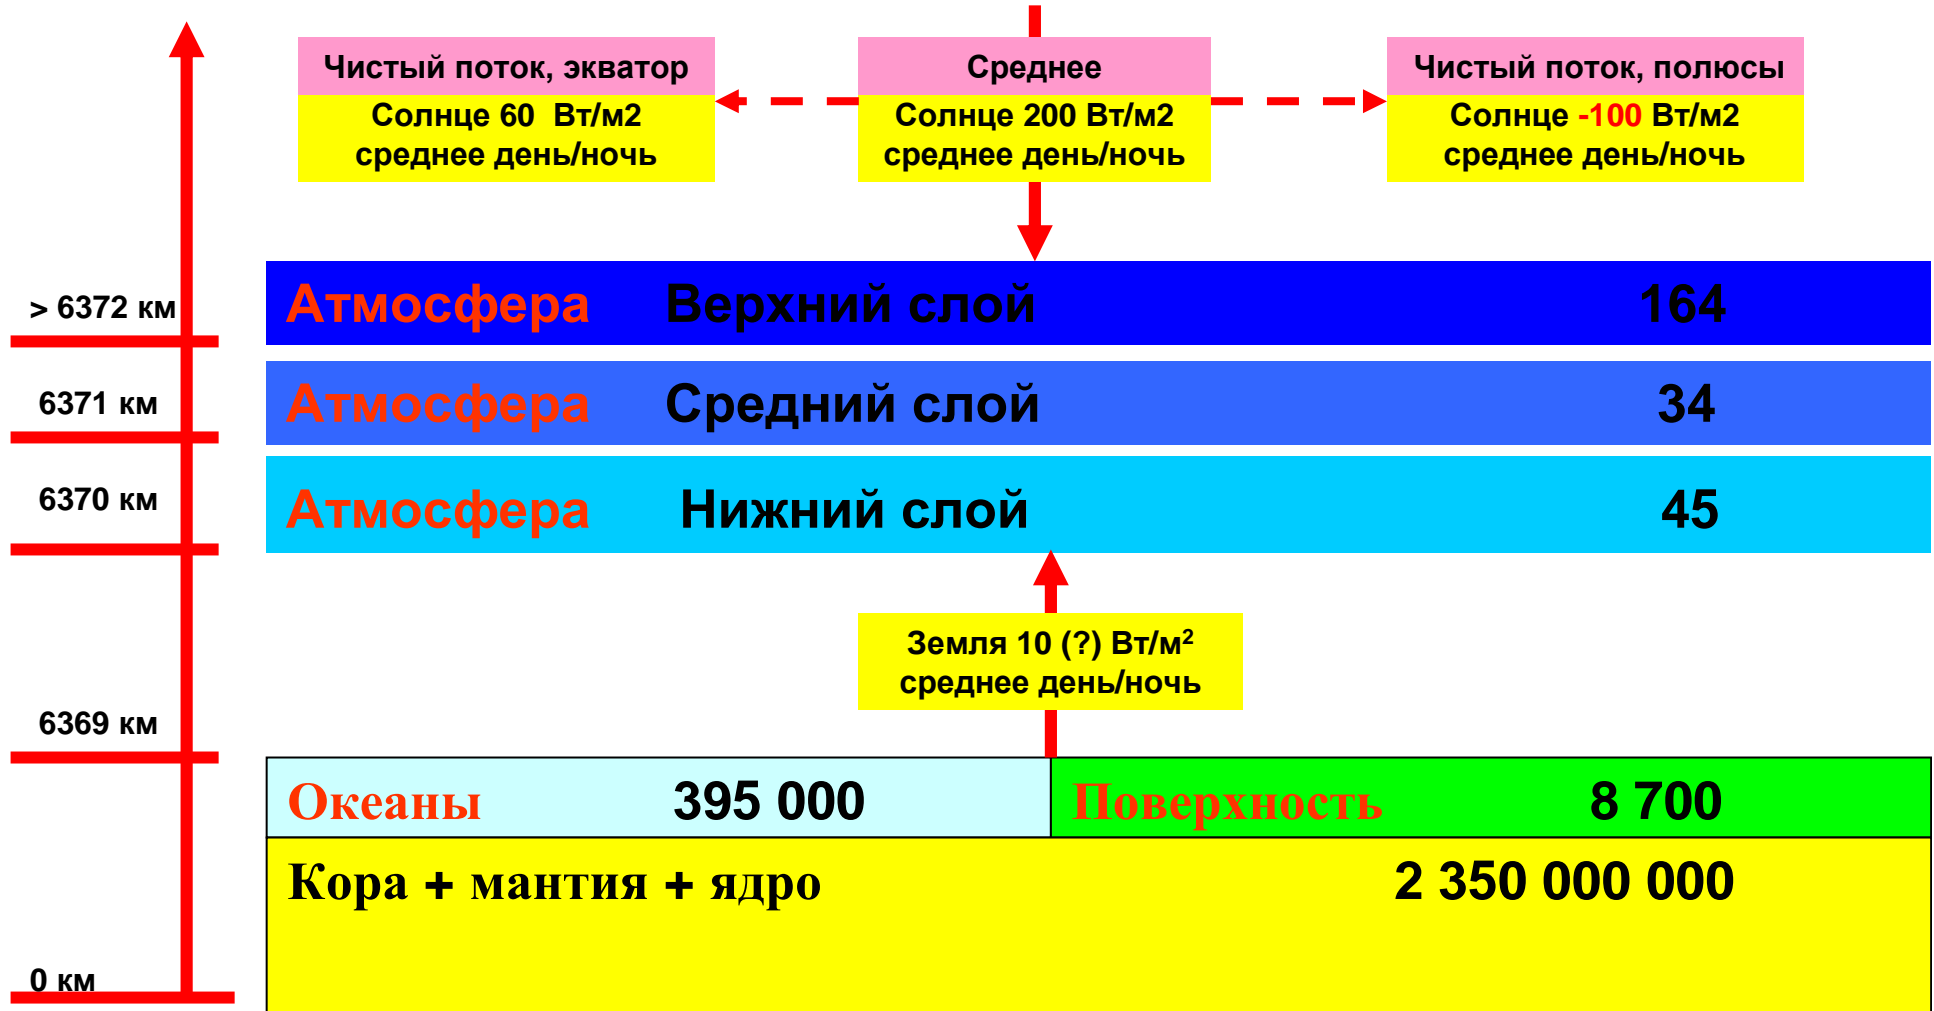 Чистый поток, экватор
Солнце 60 Вт/м2
среднее день/ночь
Среднее
Солнце 200 Вт/м2
среднее день/ночь
Чистый поток, полюсы
Солнце -100 Вт/м2
среднее день/ночь
> 6372 км
Атмосфера Верхний слой 164
6371 км
Атмосфера Средний слой 34
6370 км
Атмосфера Нижний слой 45
Земля 10 (?) Вт/м²
среднее день/ночь
6369 км
Океаны 395 000
Поверхность 8 700
Кора + мантия + ядро 2 350 000 000
0 км